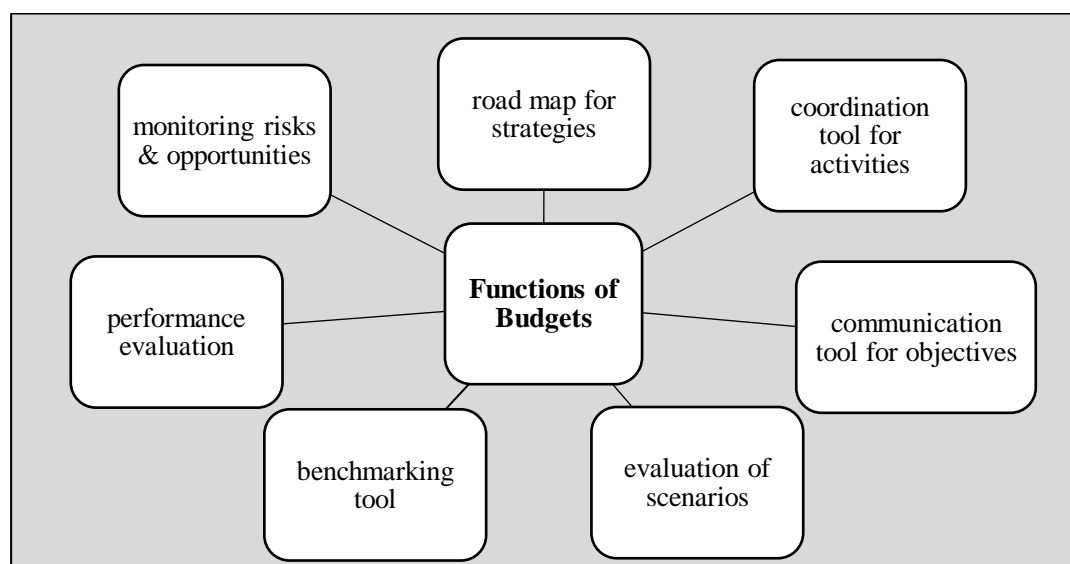 road map for
strategies
coordination
tool for
activities
monitoring risks
& opportunities
Functions of
Budgets
communication
tool for objectives
performance
evaluation
evaluation of
scenarios
benchmarking
tool